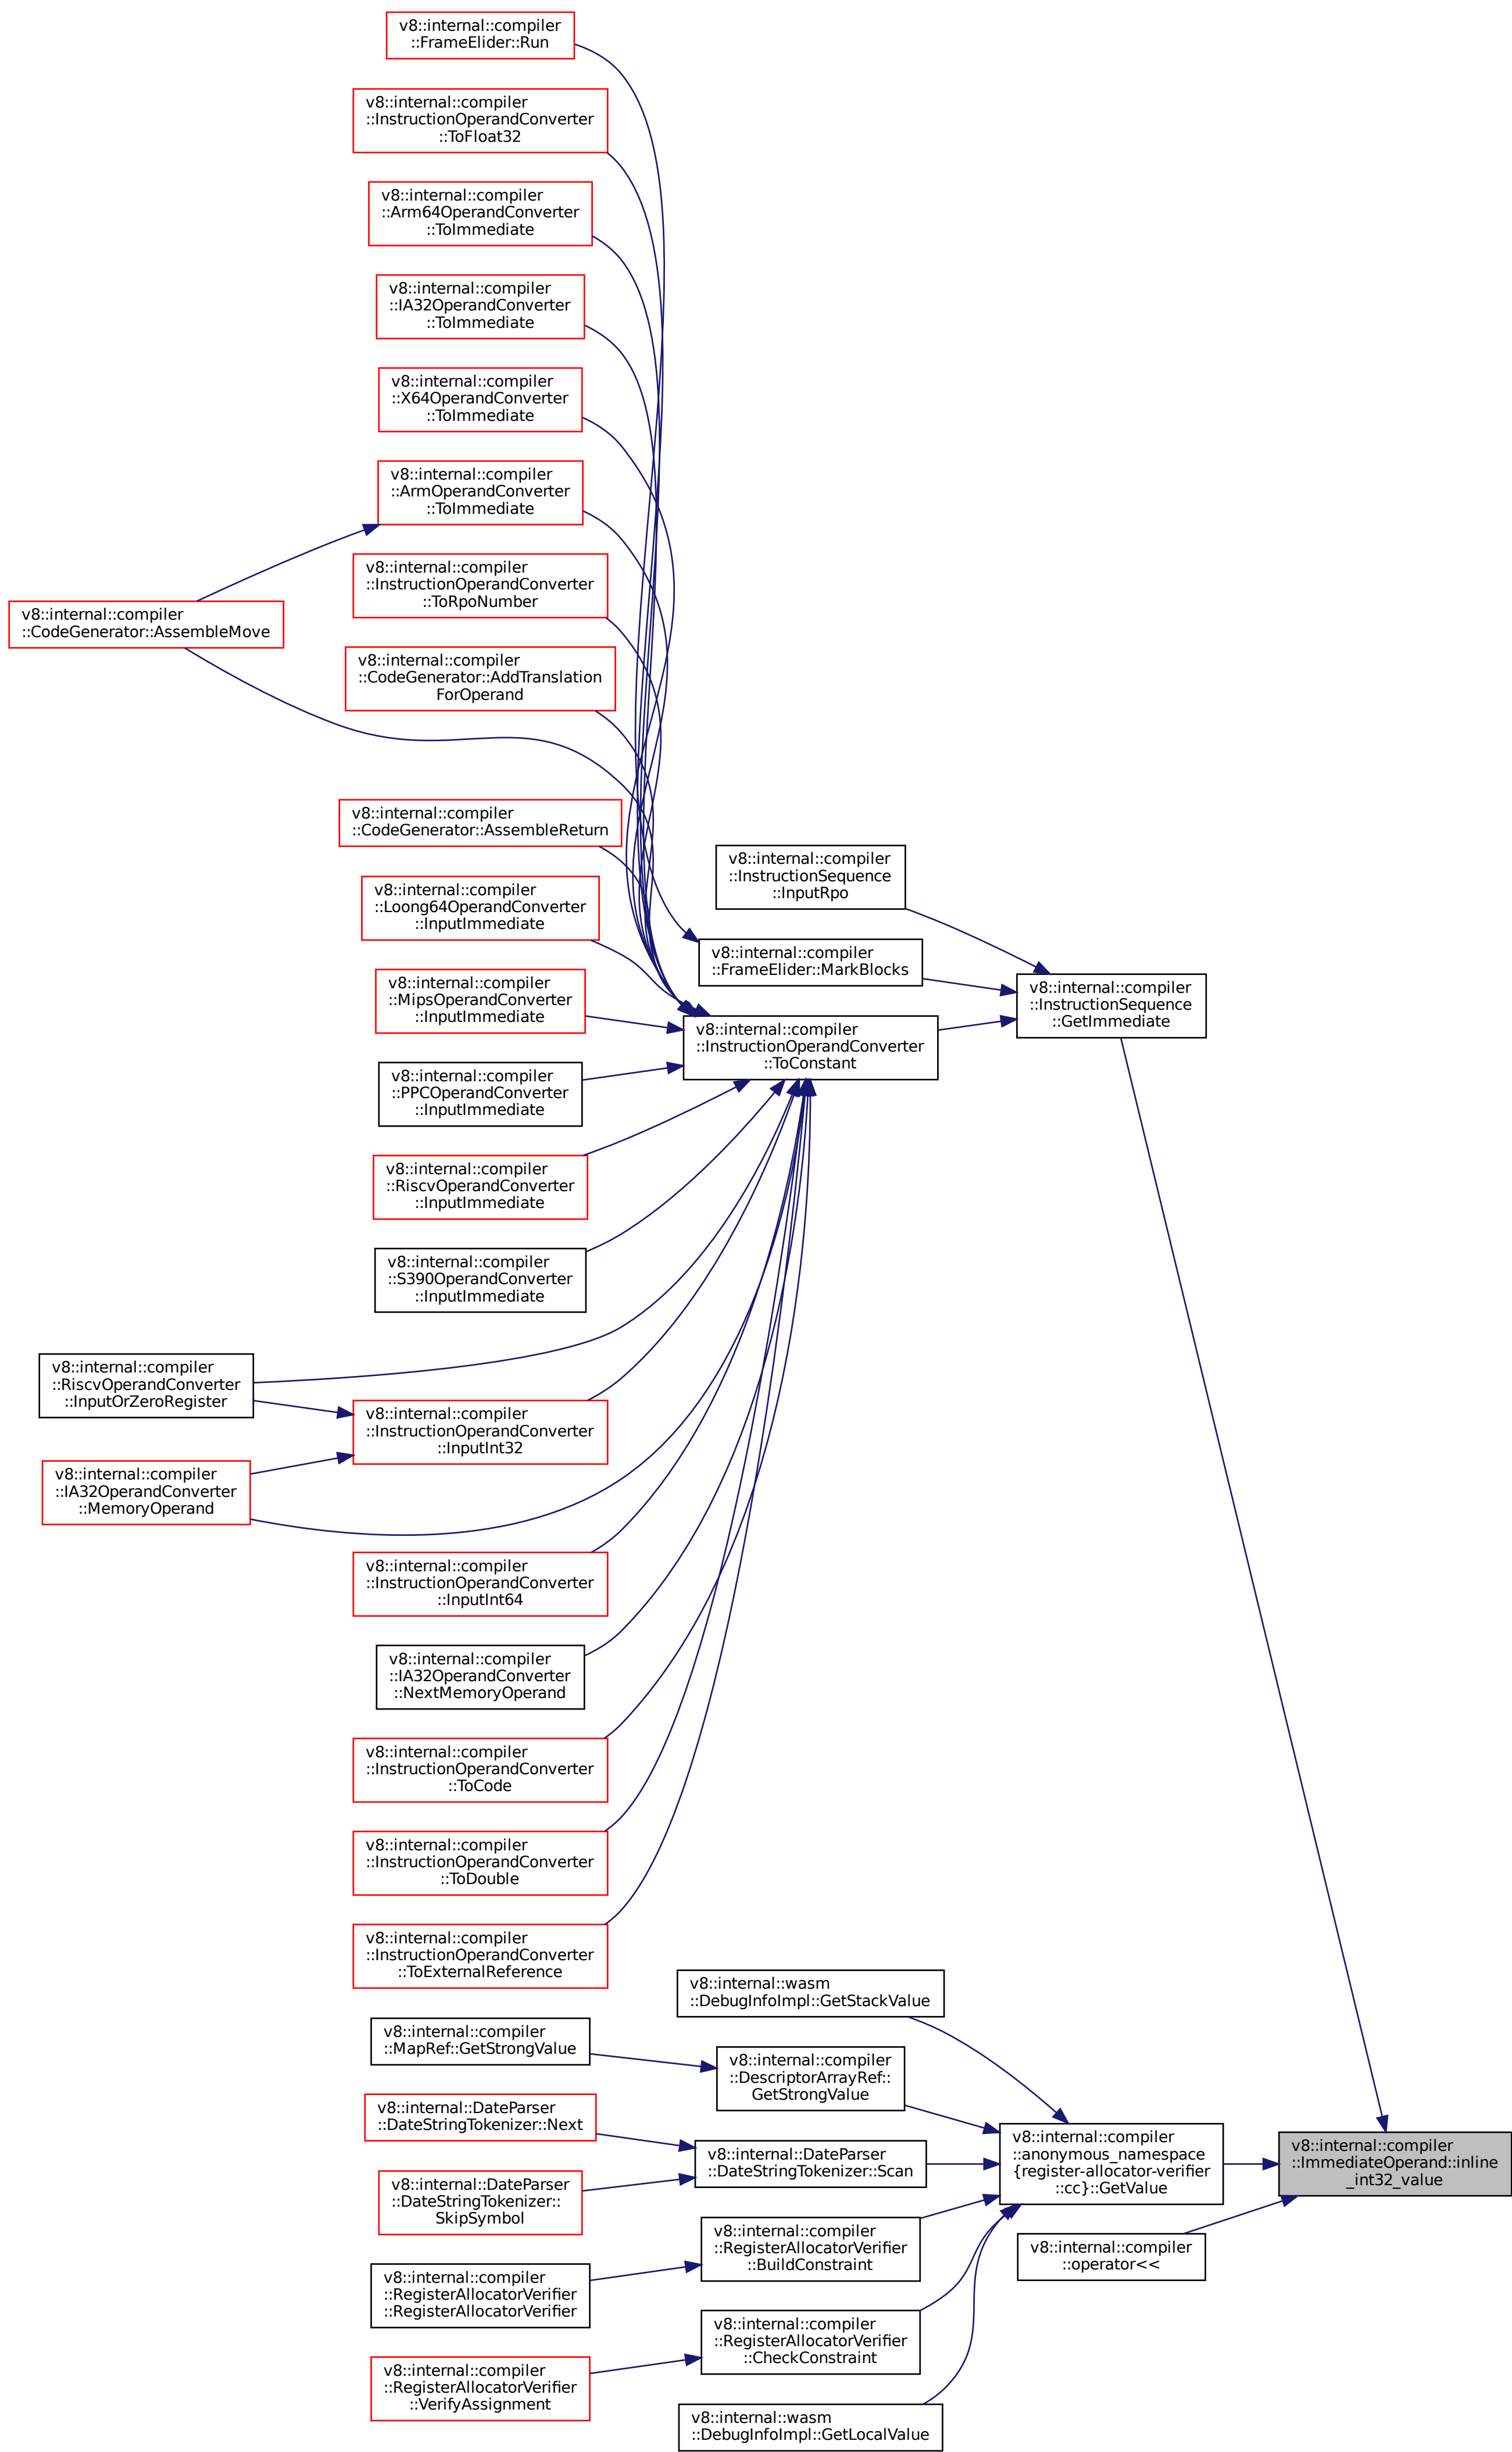 v8::internal::compiler
::FrameElider::Run
v8::internal::compiler
::InstructionOperandConverter
::ToFloat32
v8::internal::compiler
::Arm64OperandConverter
::ToImmediate
v8::internal::compiler
::IA32OperandConverter
::ToImmediate
v8::internal::compiler
::X64OperandConverter
::ToImmediate
v8::internal::compiler
::ArmOperandConverter
::ToImmediate
v8::internal::compiler
::InstructionOperandConverter
::ToRpoNumber
v8::internal::compiler
::CodeGenerator::AssembleMove
v8::internal::compiler
::CodeGenerator::AddTranslation
ForOperand
v8::internal::compiler
::CodeGenerator::AssembleReturn
v8::internal::compiler
::InstructionSequence
::InputRpo
v8::internal::compiler
::Loong64OperandConverter
::InputImmediate
v8::internal::compiler
::FrameElider::MarkBlocks
v8::internal::compiler
::MipsOperandConverter
::InputImmediate
v8::internal::compiler
::InstructionSequence
::GetImmediate
v8::internal::compiler
::InstructionOperandConverter
::ToConstant
v8::internal::compiler
::PPCOperandConverter
::InputImmediate
v8::internal::compiler
::RiscvOperandConverter
::InputImmediate
v8::internal::compiler
::S390OperandConverter
::InputImmediate
v8::internal::compiler
::RiscvOperandConverter
::InputOrZeroRegister
v8::internal::compiler
::InstructionOperandConverter
::InputInt32
v8::internal::compiler
::IA32OperandConverter
::MemoryOperand
v8::internal::compiler
::InstructionOperandConverter
::InputInt64
v8::internal::compiler
::IA32OperandConverter
::NextMemoryOperand
v8::internal::compiler
::InstructionOperandConverter
::ToCode
v8::internal::compiler
::InstructionOperandConverter
::ToDouble
v8::internal::compiler
::InstructionOperandConverter
::ToExternalReference
v8::internal::wasm
::DebugInfoImpl::GetStackValue
v8::internal::compiler
::MapRef::GetStrongValue
v8::internal::compiler
::DescriptorArrayRef::
GetStrongValue
v8::internal::DateParser
::DateStringTokenizer::Next
v8::internal::DateParser
::DateStringTokenizer::Scan
v8::internal::compiler
::anonymous_namespace
{register-allocator-verifier
::cc}::GetValue
v8::internal::compiler
::ImmediateOperand::inline
_int32_value
v8::internal::DateParser
::DateStringTokenizer::
SkipSymbol
v8::internal::compiler
::RegisterAllocatorVerifier
::BuildConstraint
v8::internal::compiler
::operator<<
v8::internal::compiler
::RegisterAllocatorVerifier
::RegisterAllocatorVerifier
v8::internal::compiler
::RegisterAllocatorVerifier
::CheckConstraint
v8::internal::compiler
::RegisterAllocatorVerifier
::VerifyAssignment
v8::internal::wasm
::DebugInfoImpl::GetLocalValue